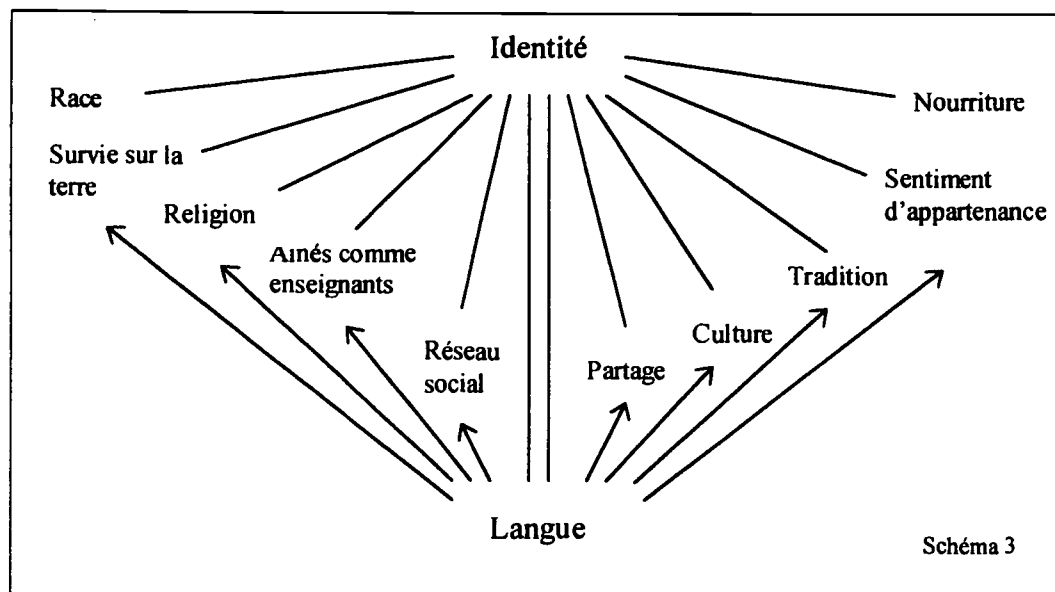 Identité
Race
Nourriture
Survie sur la
terre
Sentiment
d'appartenance
Religion
Aînés comme
enseignants
Tradition
Réseau
social
Culture
Partage
Langue
Schéma 3